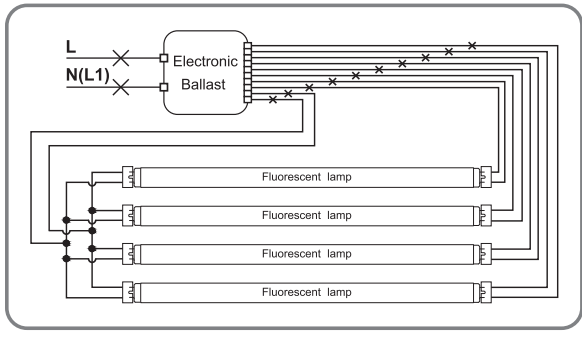 L
N(L1)
Electronic
Ballast
Fluorescent lamp
Fluorescent lamp
Fluorescent lamp
Fluorescent lamp